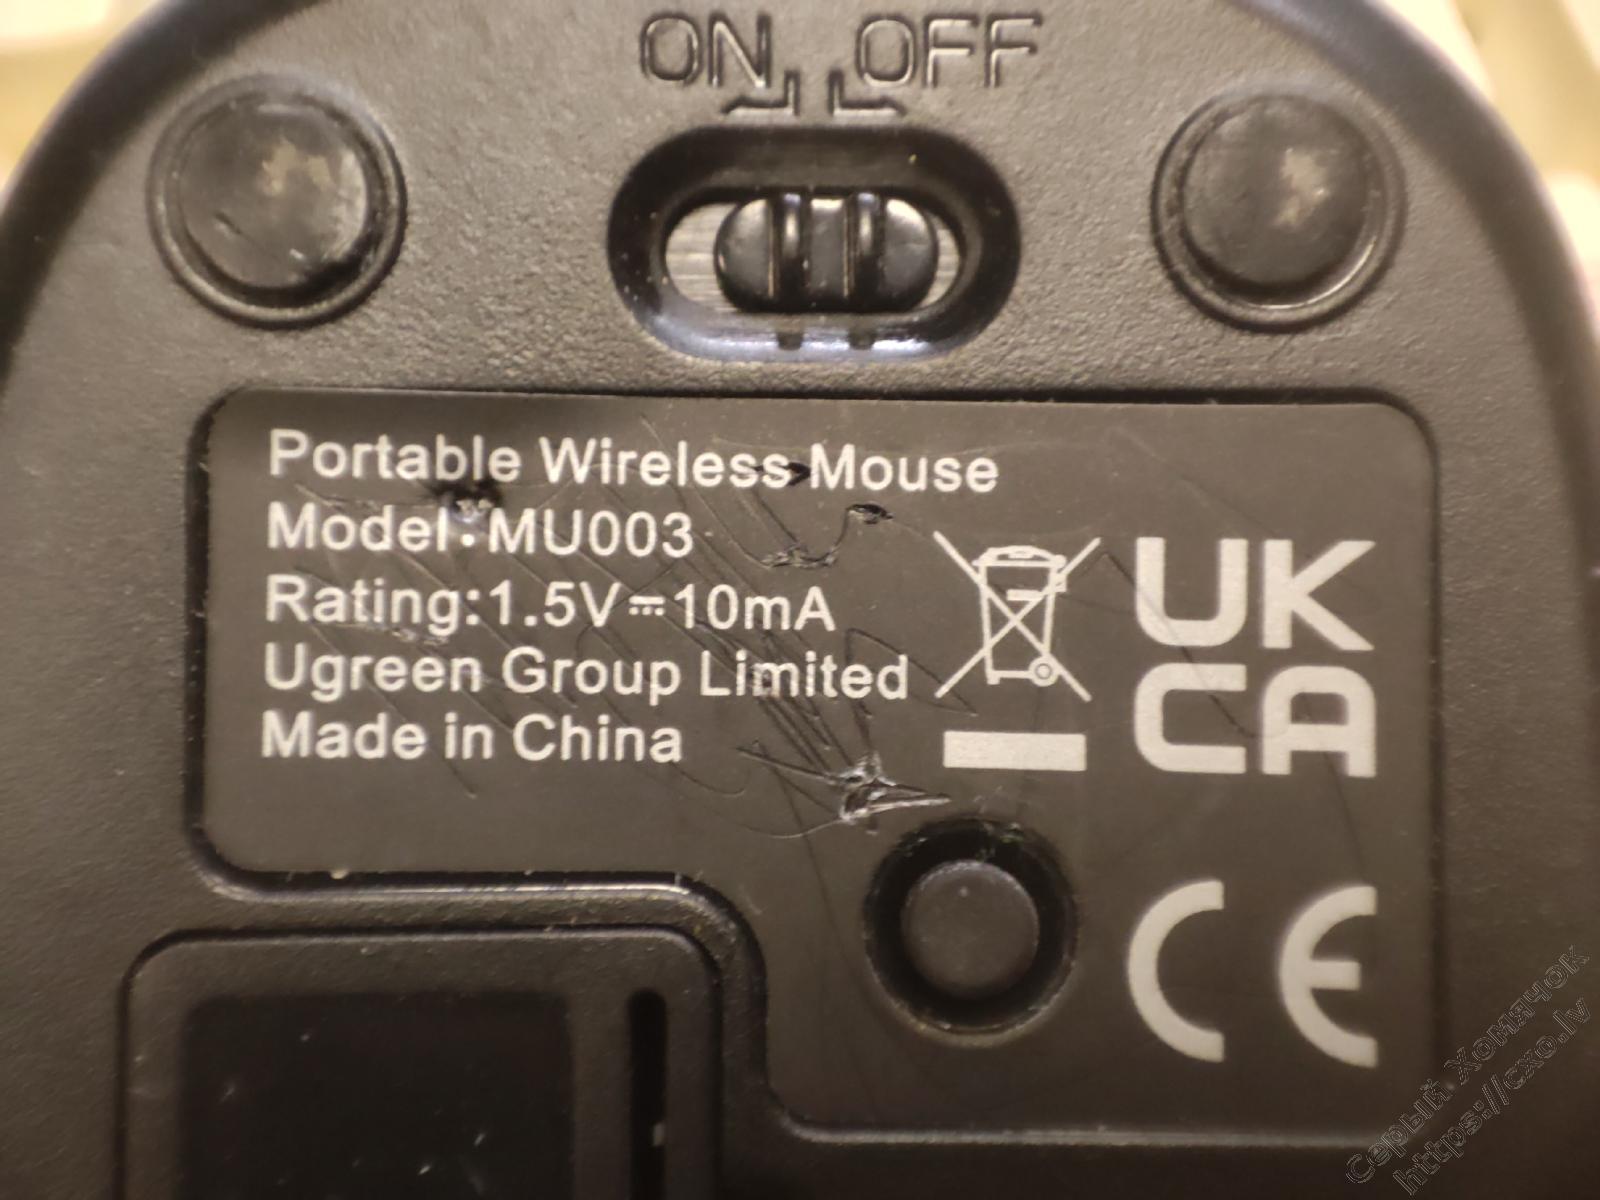 ON OFF
Portable Wireless Mouse
Model:MU003
Rating:1.5V⎓10mA
Ugreen Group Limited
Made in China
UK
CA
CE
Серый Хомячок
https://cxo.lv